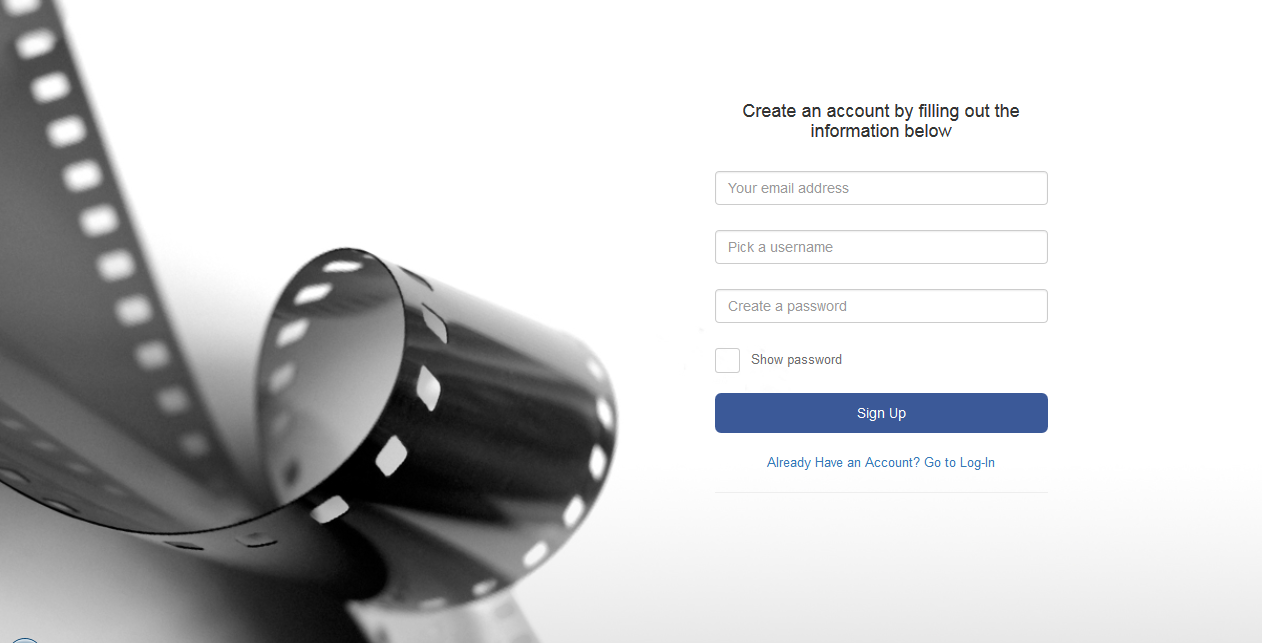 Create an account by filling out the
information below
Your email address
Pick a username
Create a password
Show password
Sign Up
Already Have an Account? Go to Log-In